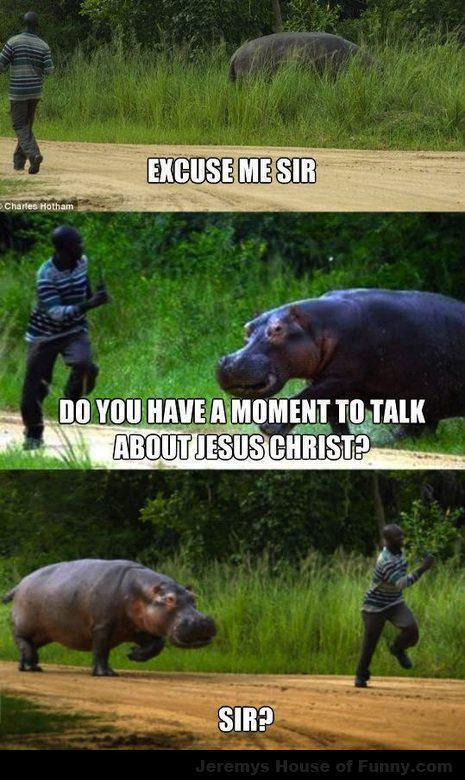 EXCUSE ME SIR
© Charles Hotham
DO YOU HAVE A MOMENT TO TALK
ABOUT JESUS CHRIST?
SIR?
Jeremys House of Funny.com